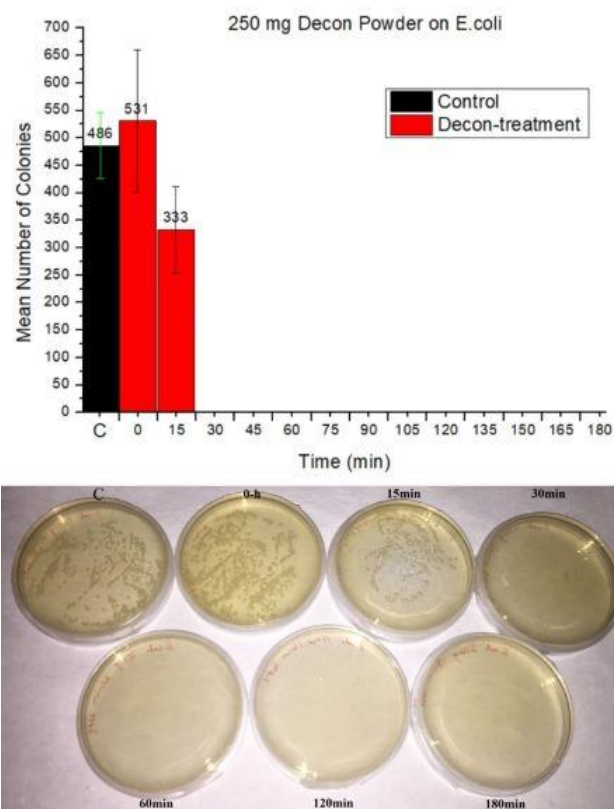 250 mg Decon Powder on E.coli
Control
Decon-treatment
Mean Number of Colonies
700
650
600
550
500
450
400
350
300
250
200
150
100
50
0
486
531
333
C 0 15 30 45 60 75 90 105 120 135 145 165 180
Time (min)
C 0-h 15min 30min
60min 120min 180min